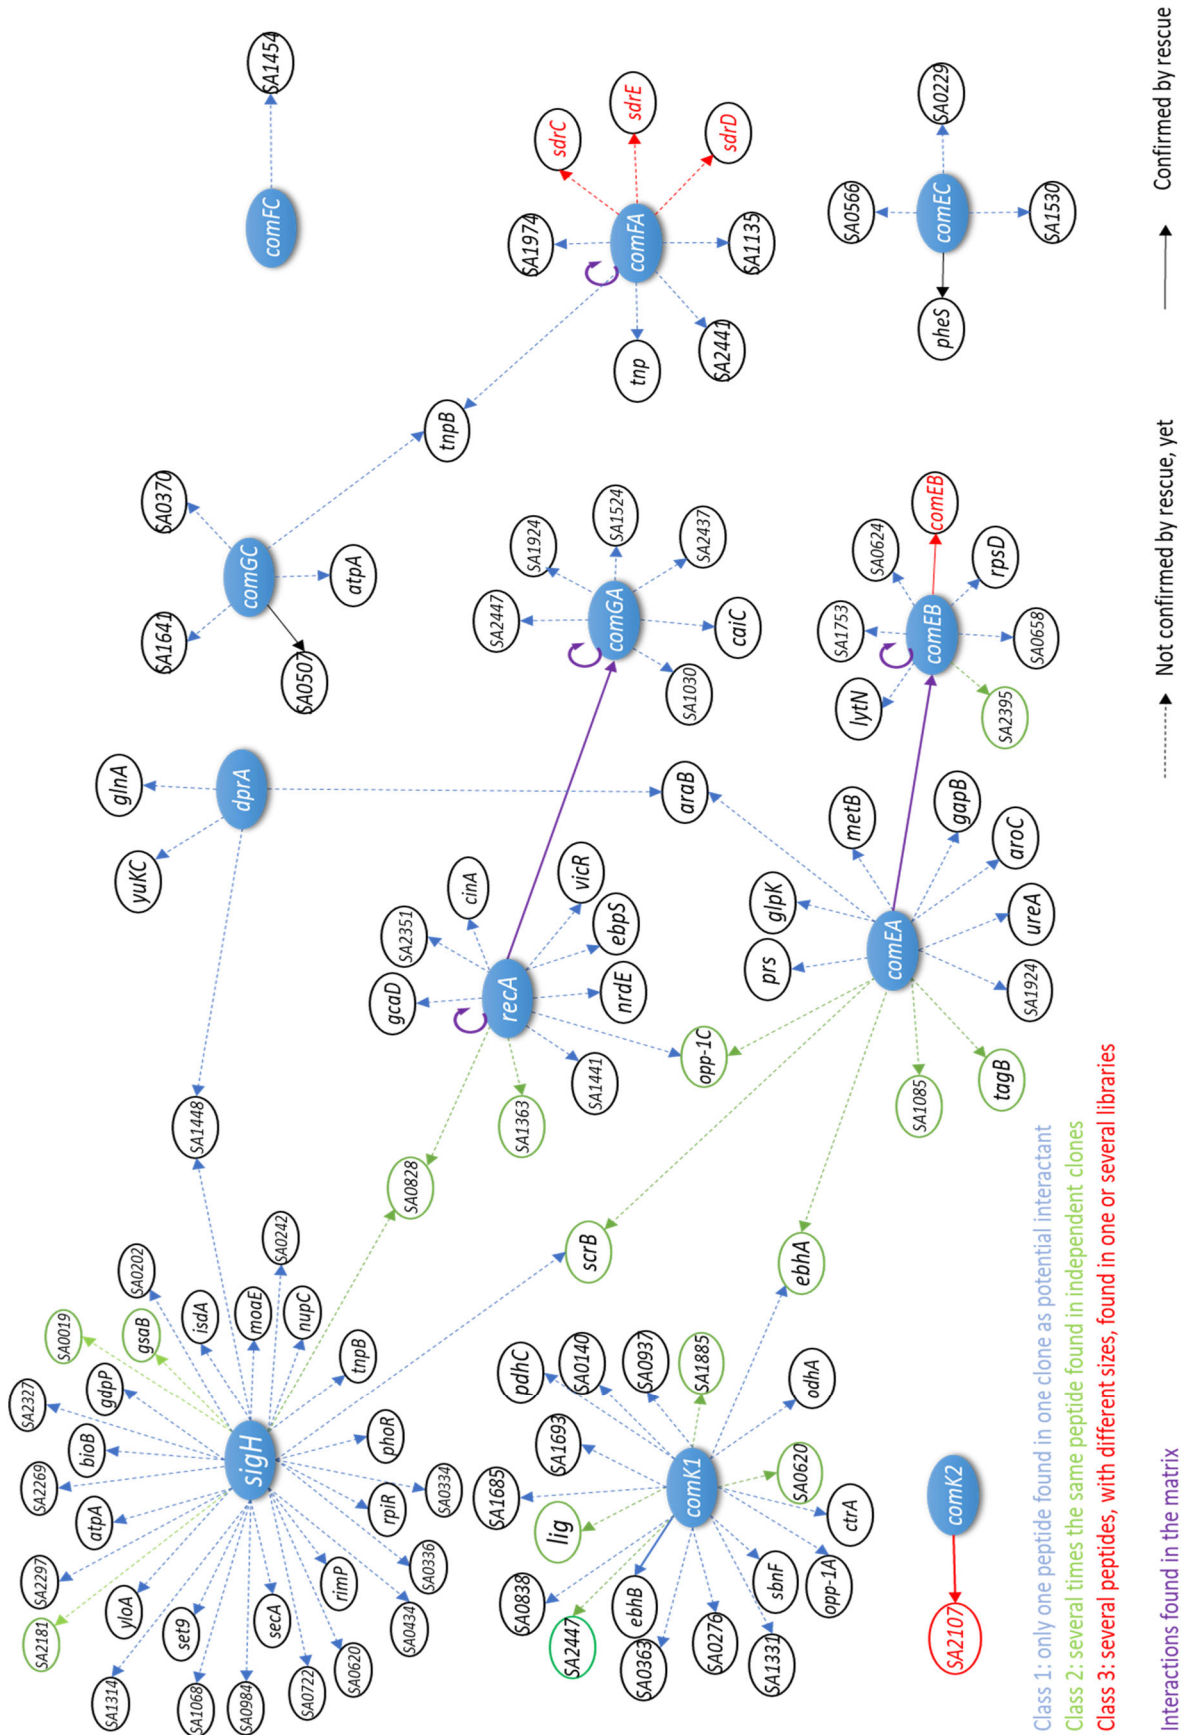 SA2181
SA2297
SA2269
SA2327
SA0019
SA0202
atpA
bioB
gdpP
gsaB
isdA
moaE
SA0242
nupC
tnpB
SA1314
yloA
set9
SA1068
SA0984
secA
SA0722
SA0620
rimP
SA0434
SA0336
rpiR
SA0334
phoR
sigH
SA1448
yuKC
glnA
dprA
SA0828
scrB
SA1641
SA0370
comGC
SA0507
atpA
tnpB
comFC
SA1454
gcaD
SA2351
cinA
recA
vicR
ebpS
nrdE
opp-1C
SA1441
SA1363
araB
SA2447
SA1924
SA1524
SA2437
comGA
caiC
SA1030
SA1974
sdrC
sdrE
sdrD
comFA
tnp
SA2441
SA1135
SA2447
SA0838
lig
SA1685
SA1693
pdhC
SA0140
SA0937
SA1885
ebhA
comK1
ebhB
SA0363
SA0276
SA1331
sbnF
opp-1A
ctrA
SA0620
odhA
prs
glpK
metB
gapB
aroC
ureA
SA1924
tagB
SA1085
comEA
lytN
SA1753
SA0624
comEB
comEB
rpsD
SA0658
SA2395
SA0566
SA0229
comEC
pheS
SA1530
comK2
SA2107
Class 1: only one peptide found in one clone as potential interactant
Class 2: several times the same peptide found in independent clones
Class 3: several peptides, with different sizes, found in one or several libraries
Interactions found in the matrix
Not confirmed by rescue, yet
Confirmed by rescue